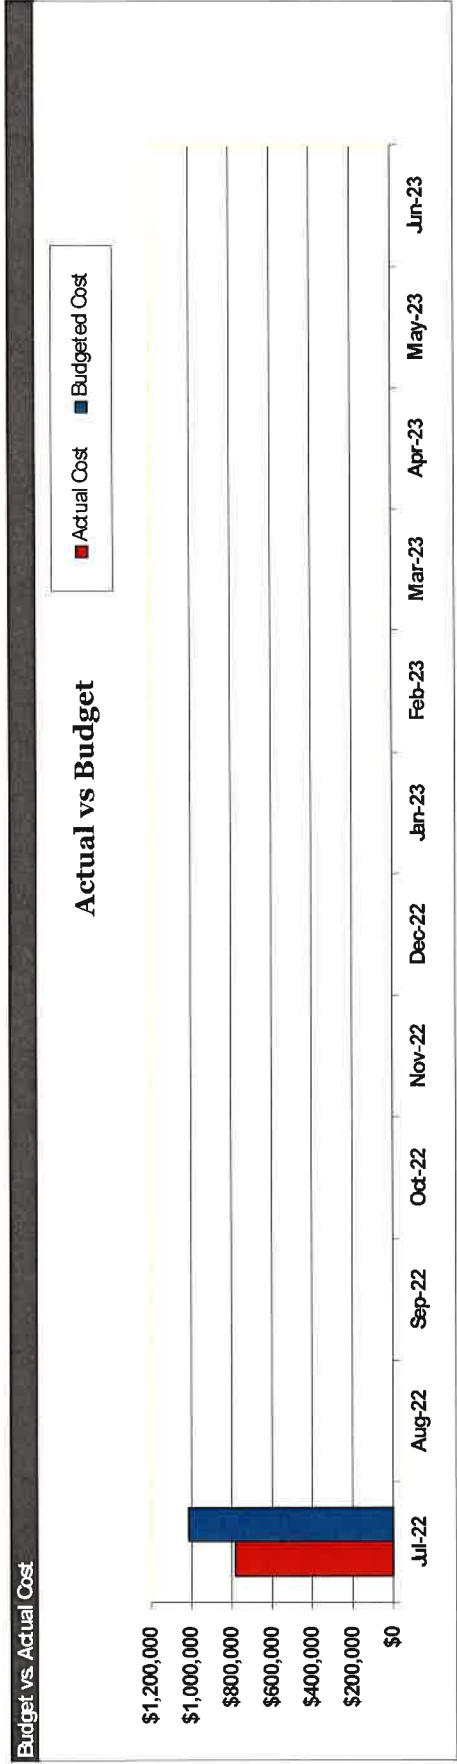 Budget vs. Actual Cost
Actual vs Budget
Actual Cost
Budgeted Cost
$1,200,000
$1,000,000
$800,000
$600,000
$400,000
$200,000
$0
Jul-22
Aug-22
Sep-22
Oct-22
Nov-22
Dec-22
Jan-23
Feb-23
Mar-23
Apr-23
May-23
Jun-23